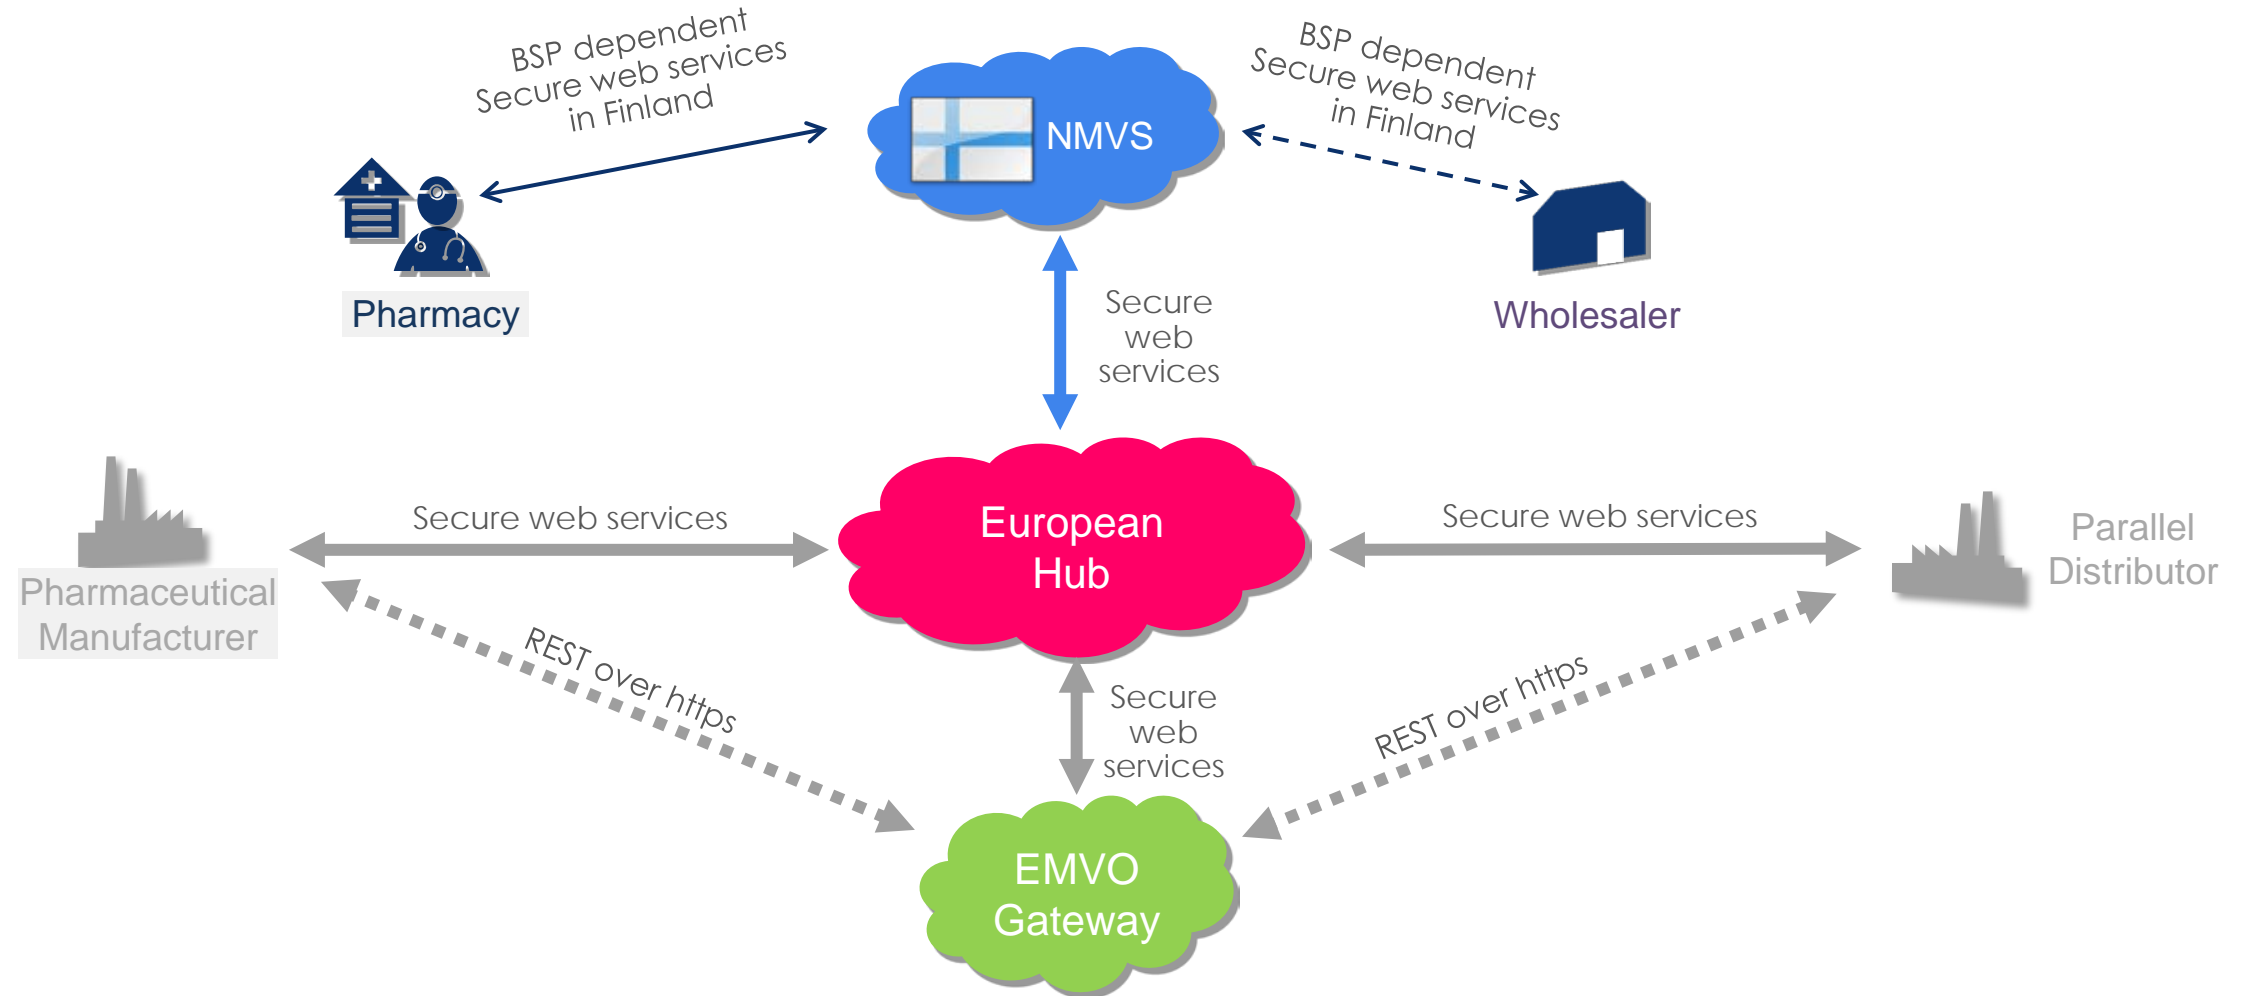 BSP dependent
Secure web services
in Finland
NMVS
BSP dependent
Secure web services
in Finland
Pharmacy
Secure
web
services
Wholesaler
Secure web services
European
Hub
Secure web services
Parallel
Distributor
Pharmaceutical
Manufacturer
REST over https
Secure
web
services
REST over https
EMVO
Gateway